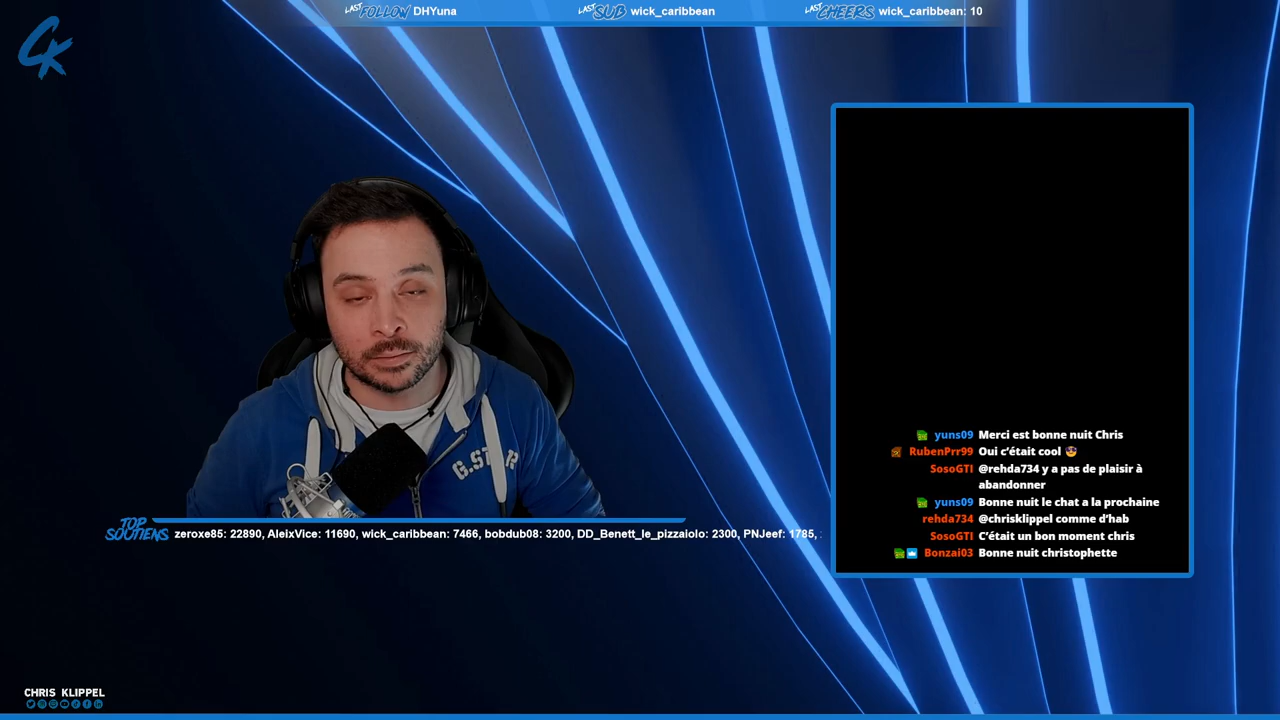 LAST FOLLOW DHYuna
LAST SUB wick_caribbean
LAST CHEERS wick_caribbean: 10
CK
yuns09 Merci est bonne nuit Chris
RubenPrr99 Oui c'était cool
SosoGTI @rehda734 y a pas de plaisir à
abandonner
yuns09 Bonne nuit le chat a la prochaine
rehda734 @chrisklippel comme d'hab
SosoGTI C'était un bon moment chris
Bonzai03 Bonne nuit christophette
G.STAR
TOP
SOUTIENS zeroxe85: 22890, AleixVice: 11690, wick_caribbean: 7466, bobdub08: 3200, DD_Benett_le_pizzaiolo: 2300, PNJeef: 1785,
CHRIS KLIPPEL